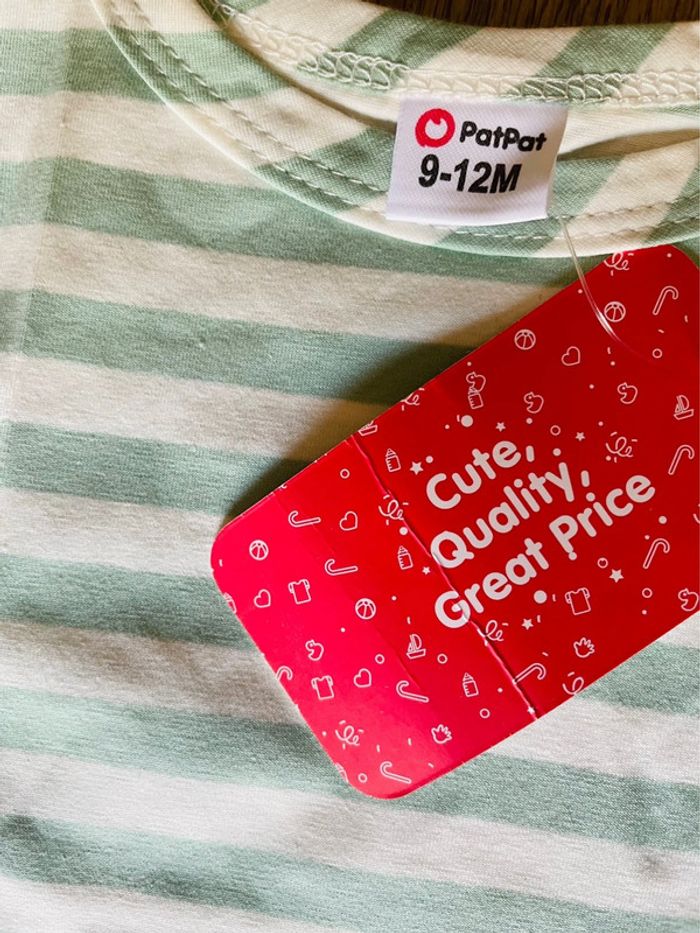 PatPat
9-12M
Cute,
Quality,
Great Price